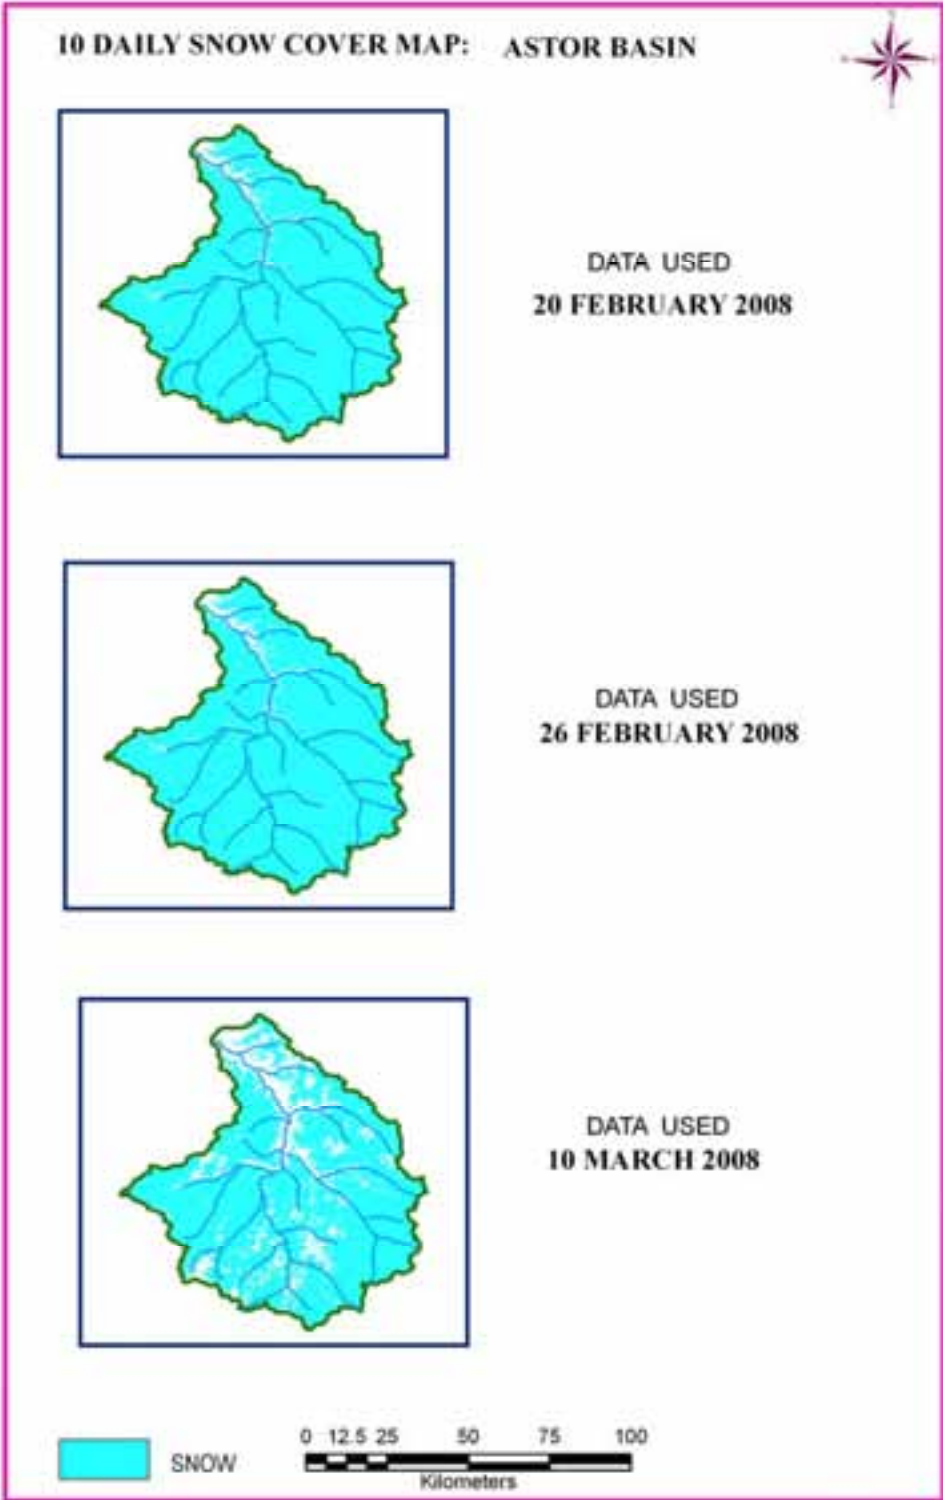 10 DAILY SNOW COVER MAP: ASTOR BASIN
DATA USED
20 FEBRUARY 2008
DATA USED
26 FEBRUARY 2008
DATA USED
10 MARCH 2008
SNOW
0 12.5 25 50 75 100
Kilometers